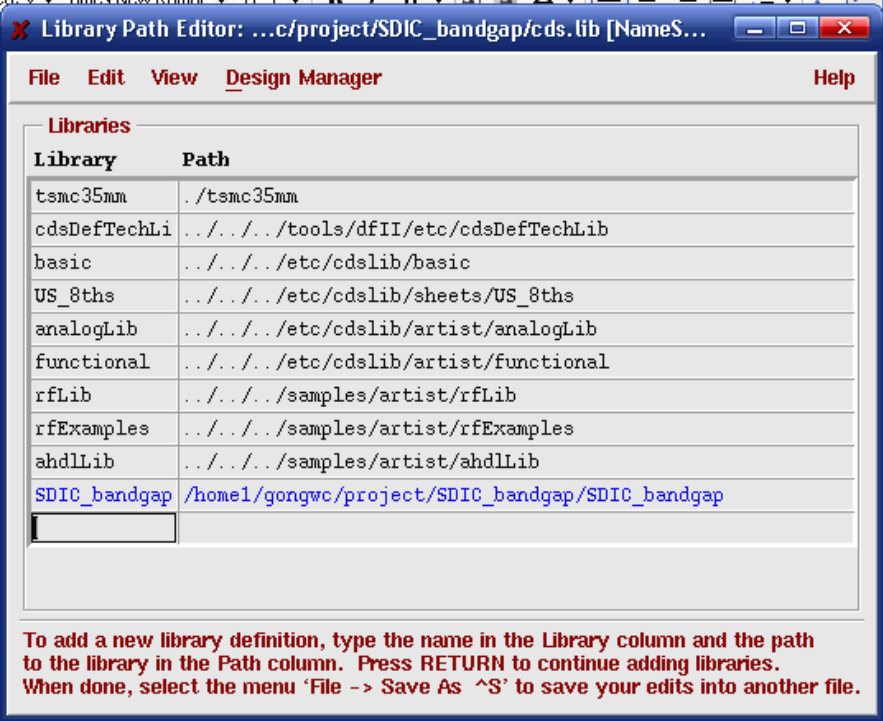 Library Path Editor: ...c/project/SDIC_bandgap/cds.lib [NameS...
File Edit View Design Manager Help
Libraries
Library Path
tsmc35mm ./tsmc35mm
cdsDefTechLi ../../../tools/dfII/etc/cdsDefTechLib
basic ../../../etc/cdslib/basic
US_8ths ../../../etc/cdslib/sheets/US_8ths
analogLib ../../../etc/cdslib/artist/analogLib
functional ../../../etc/cdslib/artist/functional
rfLib ../../../samples/artist/rfLib
rfExamples ../../../samples/artist/rfExamples
ahdlLib ../../../samples/artist/ahdlLib
SDIC_bandgap /home1/gongwc/project/SDIC_bandgap/SDIC_bandgap
To add a new library definition, type the name in the Library column and the path
to the library in the Path column. Press RETURN to continue adding libraries.
When done, select the menu ‘File -> Save As ^S’ to save your edits into another file.